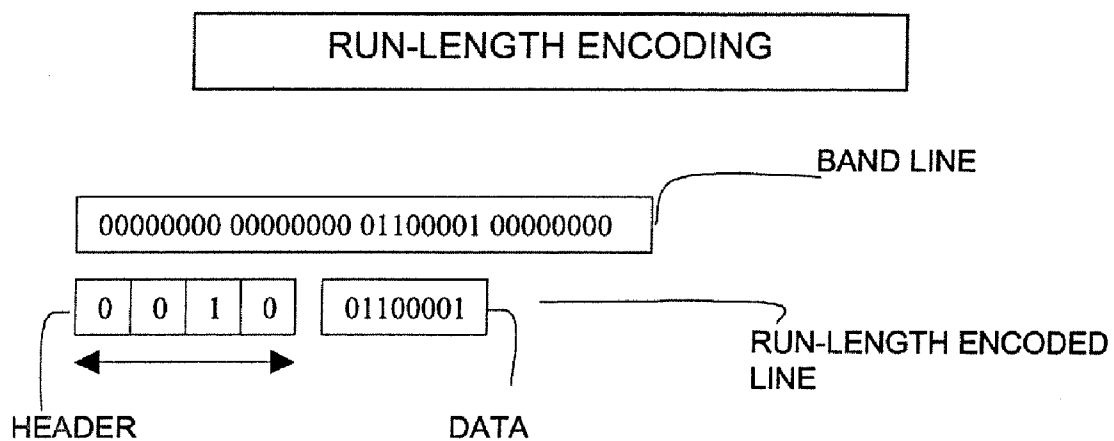 RUN-LENGTH ENCODING
BAND LINE
00000000 00000000 01100001 00000000
0 0 1 0 01100001
RUN-LENGTH ENCODED
LINE
HEADER DATA